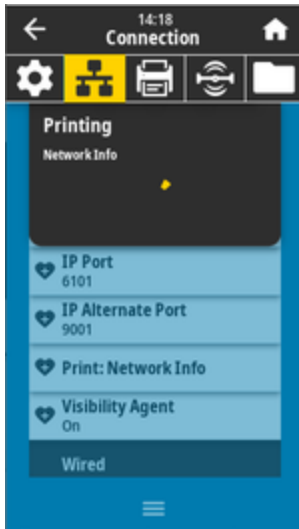 14:18
Connection
Printing
Network Info
IP Port
6101
IP Alternate Port
9001
Print: Network Info
Visibility Agent
On
Wired